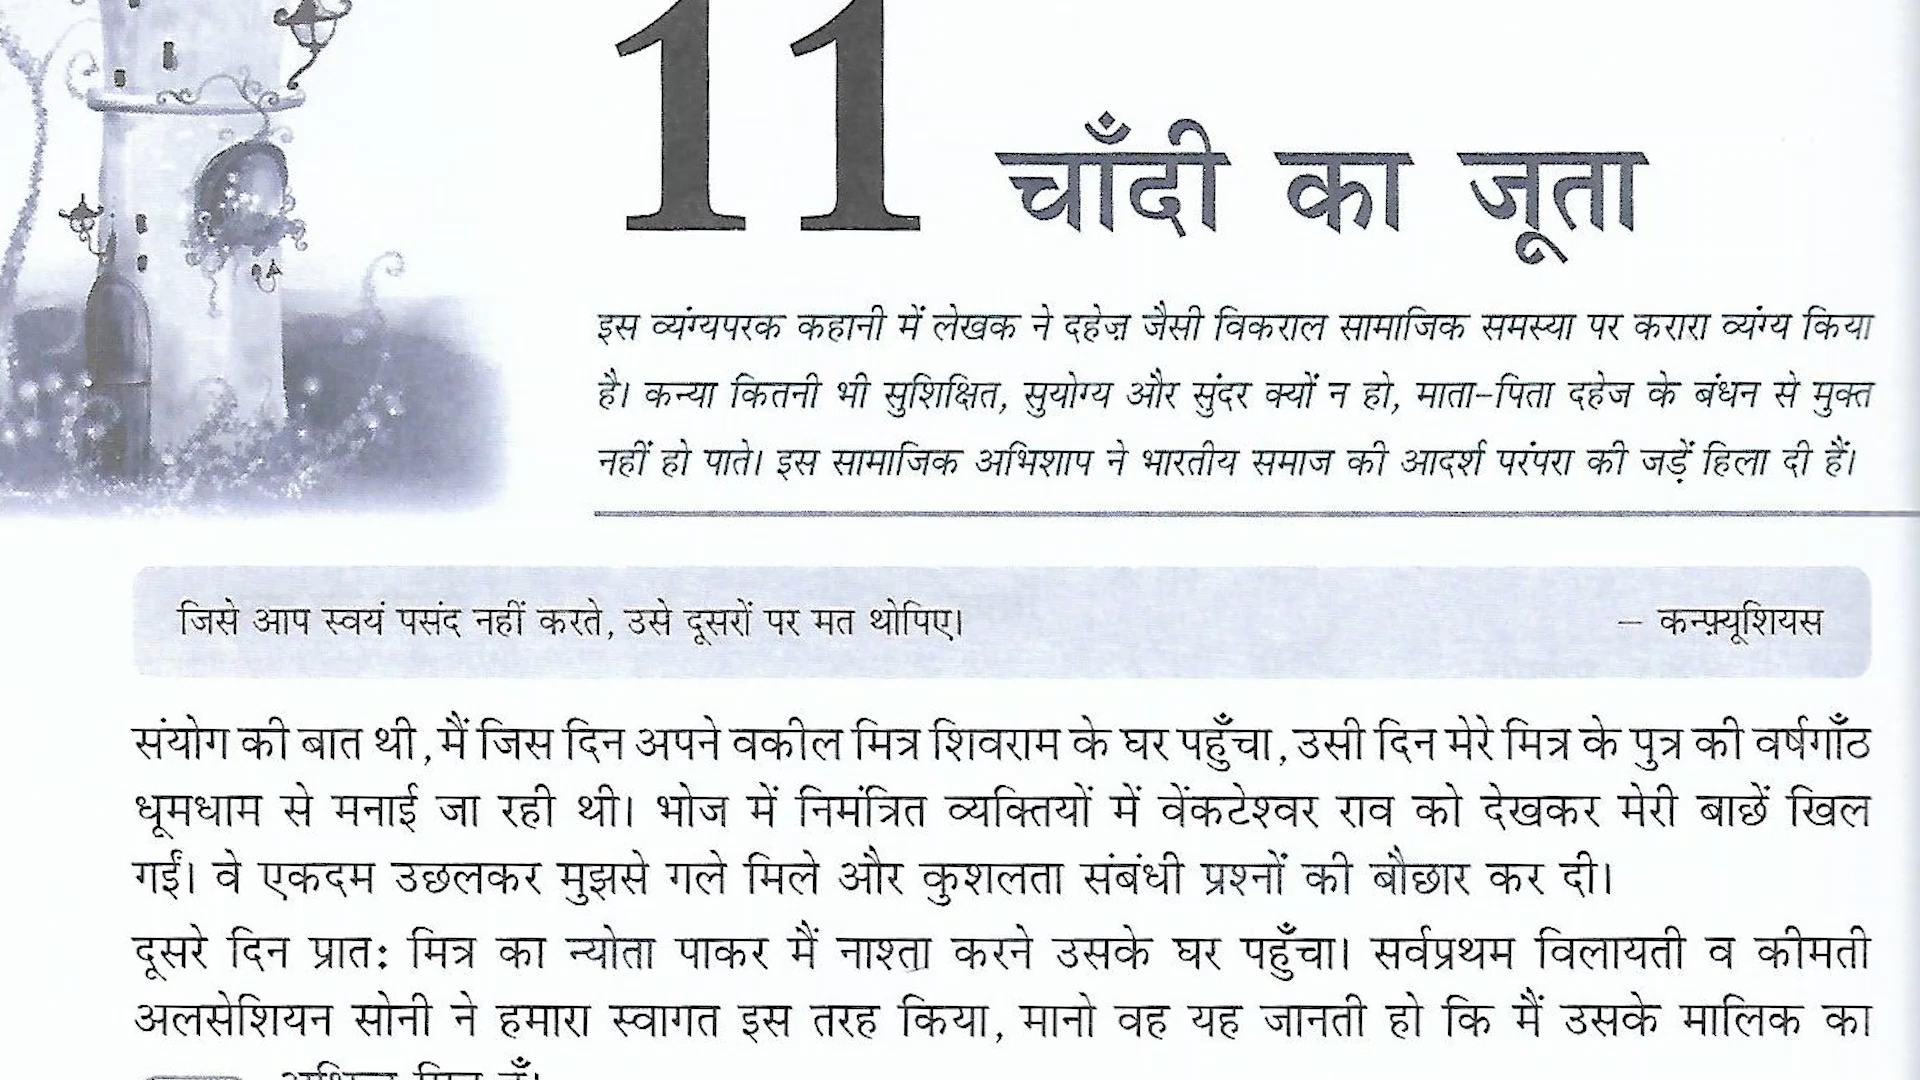 11
चाँदी का जूता
इस व्यंग्यपरक कहानी में लेखक ने दहेज़ जैसी विकराल सामाजिक समस्या पर करारा व्यंग्य किया
है। कन्या कितनी भी सुशिक्षित, सुयोग्य और सुंदर क्यों न हो, माता-पिता दहेज के बंधन से मुक्त
नहीं हो पाते। इस सामाजिक अभिशाप ने भारतीय समाज की आदर्श परंपरा की जड़ें हिला दी हैं।
जिसे आप स्वयं पसंद नहीं करते, उसे दूसरों पर मत थोपिए। – कन्फ़्यूशियस
संयोग की बात थी, मैं जिस दिन अपने वकील मित्र शिवराम के घर पहुँचा, उसी दिन मेरे मित्र के पुत्र की वर्षगाँठ
धूमधाम से मनाई जा रही थी। भोज में निमंत्रित व्यक्तियों में वेंकटेश्वर राव को देखकर मेरी बाछें खिल
गईं। वे एकदम उछलकर मुझसे गले मिले और कुशलता संबंधी प्रश्नों की बौछार कर दी।
दूसरे दिन प्रातः मित्र का न्योता पाकर मैं नाश्ता करने उसके घर पहुँचा। सर्वप्रथम विलायती व कीमती
अलसेशियन सोनी ने हमारा स्वागत इस तरह किया, मानो वह यह जानती हो कि मैं उसके मालिक का